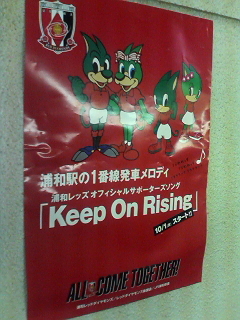 浦和駅の1番線発車メロディ
浦和レッズ オフィシャルサポーターズソング
「Keep On Rising」
10/1 スタート!!
ALL COME TOGETHER!